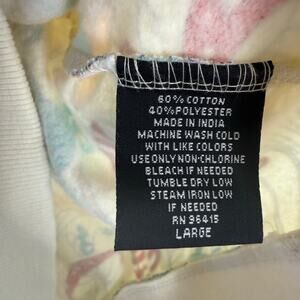 60% COTTON
40% POLYESTER
MADE IN INDIA
MACHINE WASH COLD
WITH LIKE COLORS
USE ONLY NON-CHLORINE
BLEACH IF NEEDED
TUMBLE DRY LOW
STEAM IRON LOW
IF NEEDED
RN 96415
LARGE